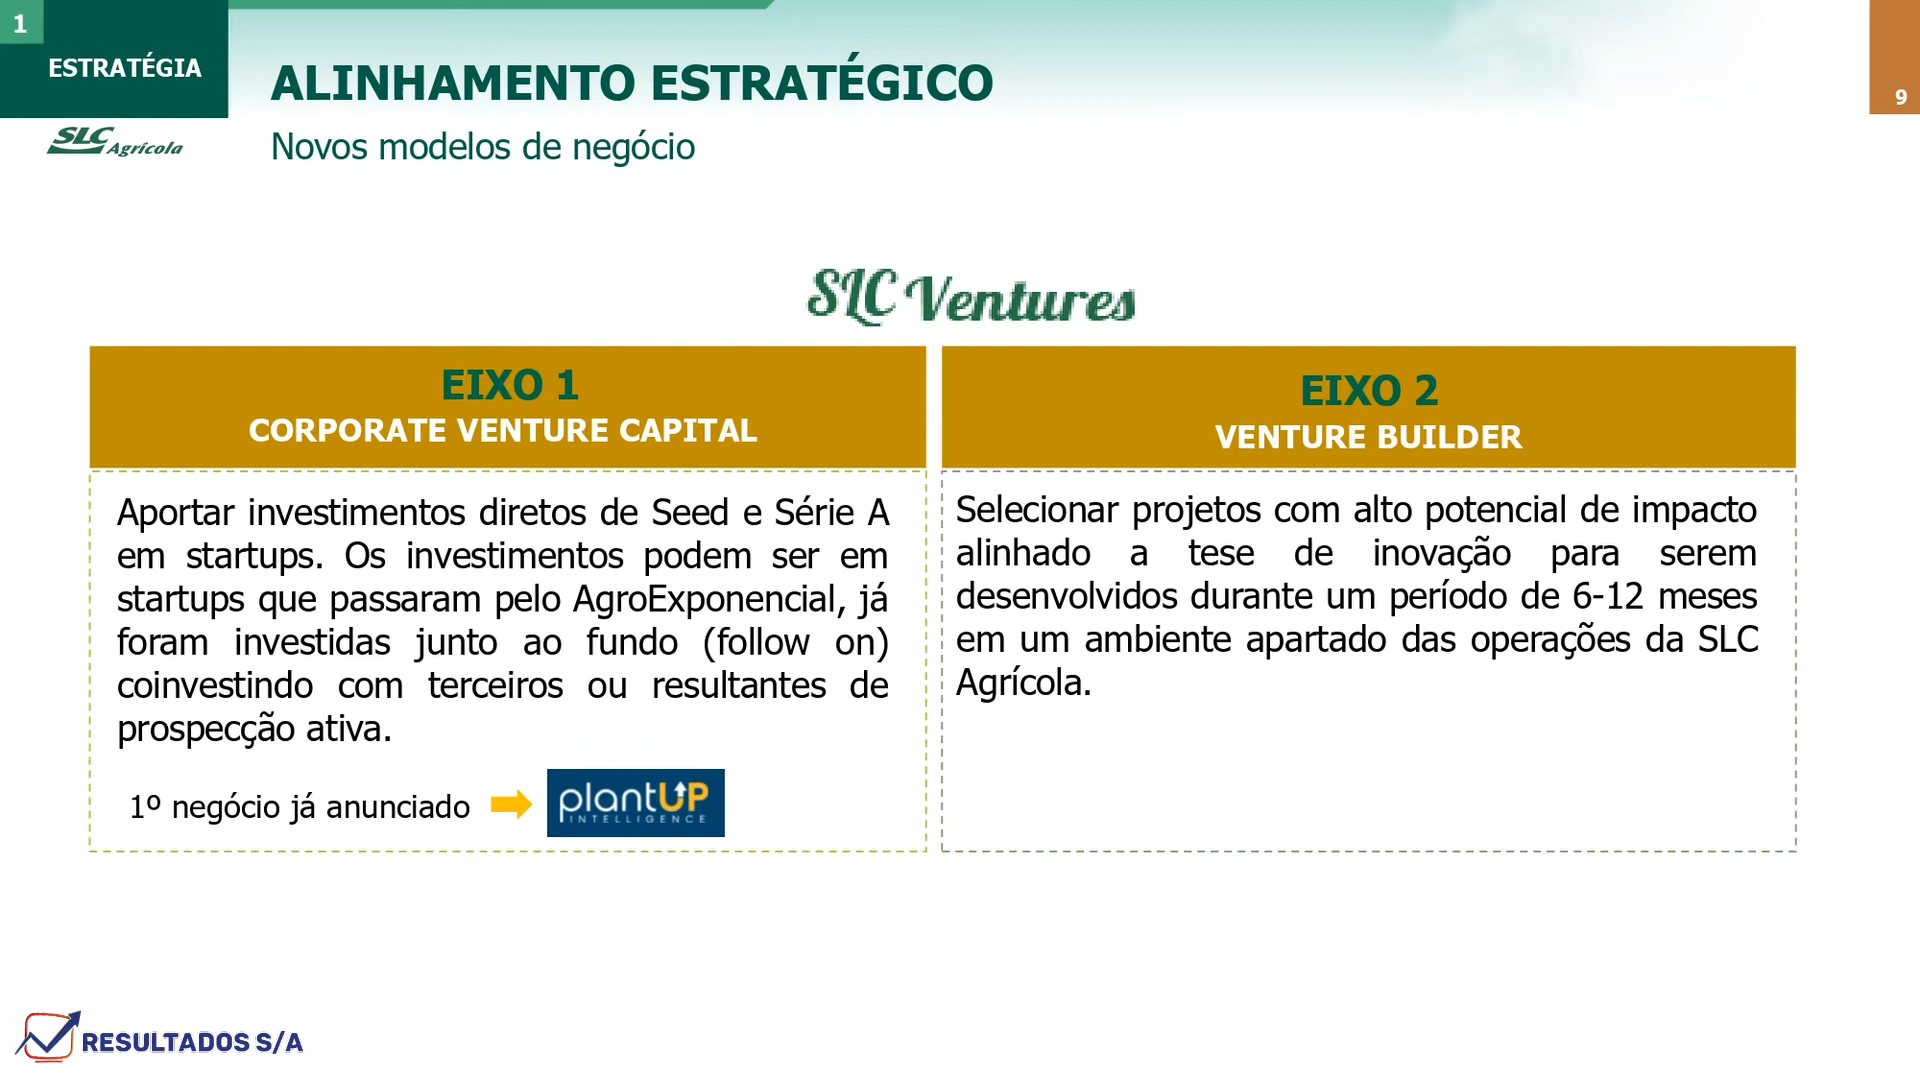 1
ESTRATÉGIA
SLC Agrícola
ALINHAMENTO ESTRATÉGICO
Novos modelos de negócio
9
SLC Ventures
EIXO 1
CORPORATE VENTURE CAPITAL
Aportar investimentos diretos de Seed e Série A
em startups. Os investimentos podem ser em
startups que passaram pelo AgroExponencial, já
foram investidas junto ao fundo (follow on)
coinvestindo com terceiros ou resultantes de
prospecção ativa.
1º negócio já anunciado
plantUP
INTELLIGENCE
EIXO 2
VENTURE BUILDER
Selecionar projetos com alto potencial de impacto
alinhado a tese de inovação para serem
desenvolvidos durante um período de 6-12 meses
em um ambiente apartado das operações da SLC
Agrícola.
RESULTADOS S/A